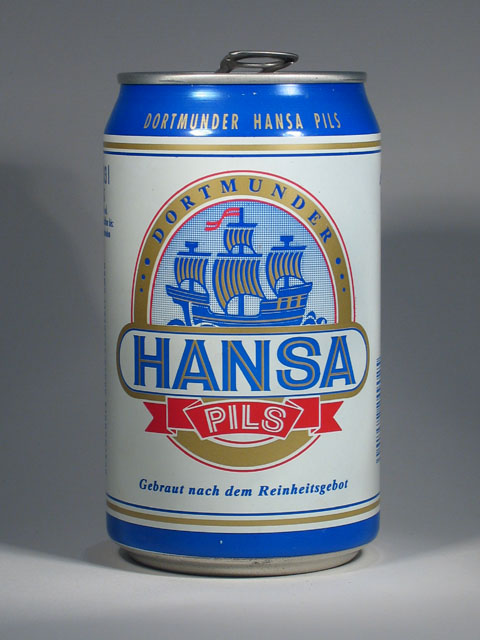 DORTMUNDER HANSA PILS
DORTMUNDER
HANSA
PILS
Gebraut nach dem Reinheitsgebot